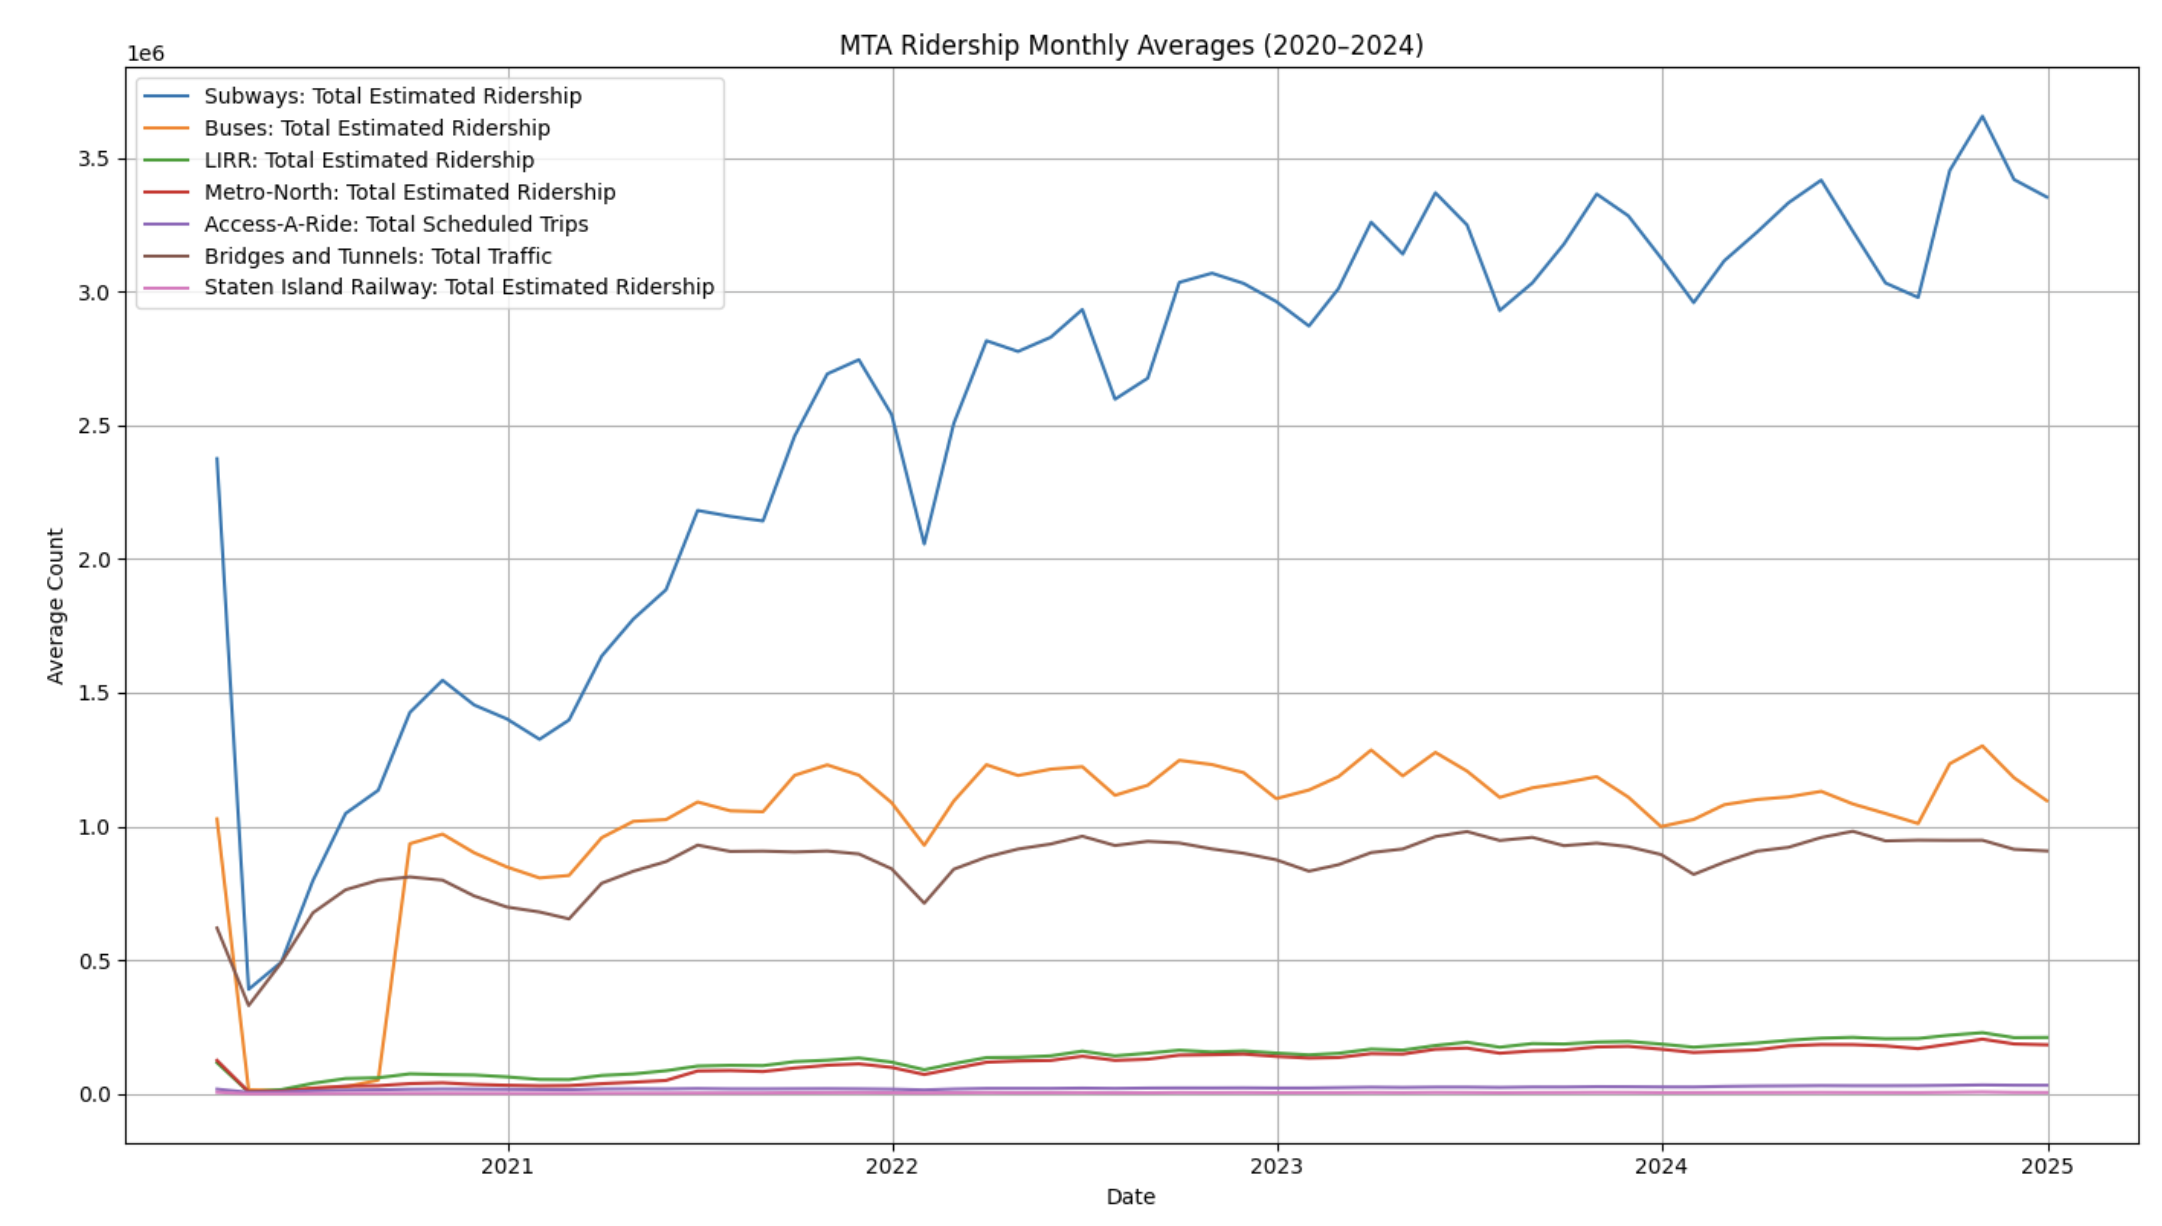 MTA Ridership Monthly Averages (2020–2024)
1e6
Subways: Total Estimated Ridership
Buses: Total Estimated Ridership
LIRR: Total Estimated Ridership
Metro-North: Total Estimated Ridership
Access-A-Ride: Total Scheduled Trips
Bridges and Tunnels: Total Traffic
Staten Island Railway: Total Estimated Ridership
3.5
3.0
2.5
2.0
1.5
1.0
0.5
0.0
Average Count
2021
2022
2023
2024
2025
Date